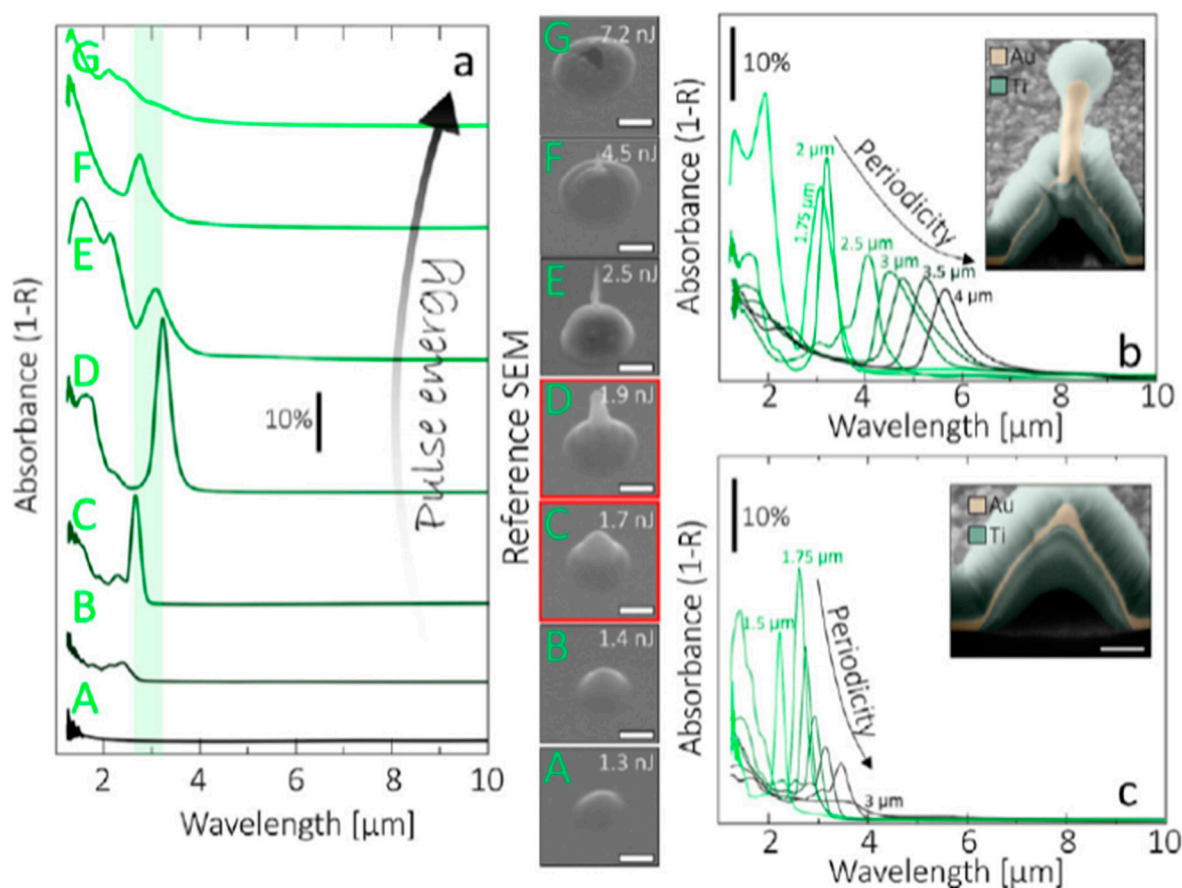 a
G
F
E
D
C
B
A
Pulse energy
10%
Absorbance (1-R)
2
4
6
8
10
Wavelength [µm]
Reference SEM
G
7.2 nJ
F
4.5 nJ
E
2.5 nJ
D
1.9 nJ
C
1.7 nJ
B
1.4 nJ
A
1.3 nJ
10%
Absorbance (1-R)
1.75 µm
2 µm
2.5 µm
3 µm
3.5 µm
4 µm
Periodicity
Au
Ti
b
2
4
6
8
10
Wavelength [µm]
10%
Absorbance (1-R)
1.5 µm
1.75 µm
Periodicity
3 µm
Au
Ti
c
2
4
6
8
10
Wavelength [µm]